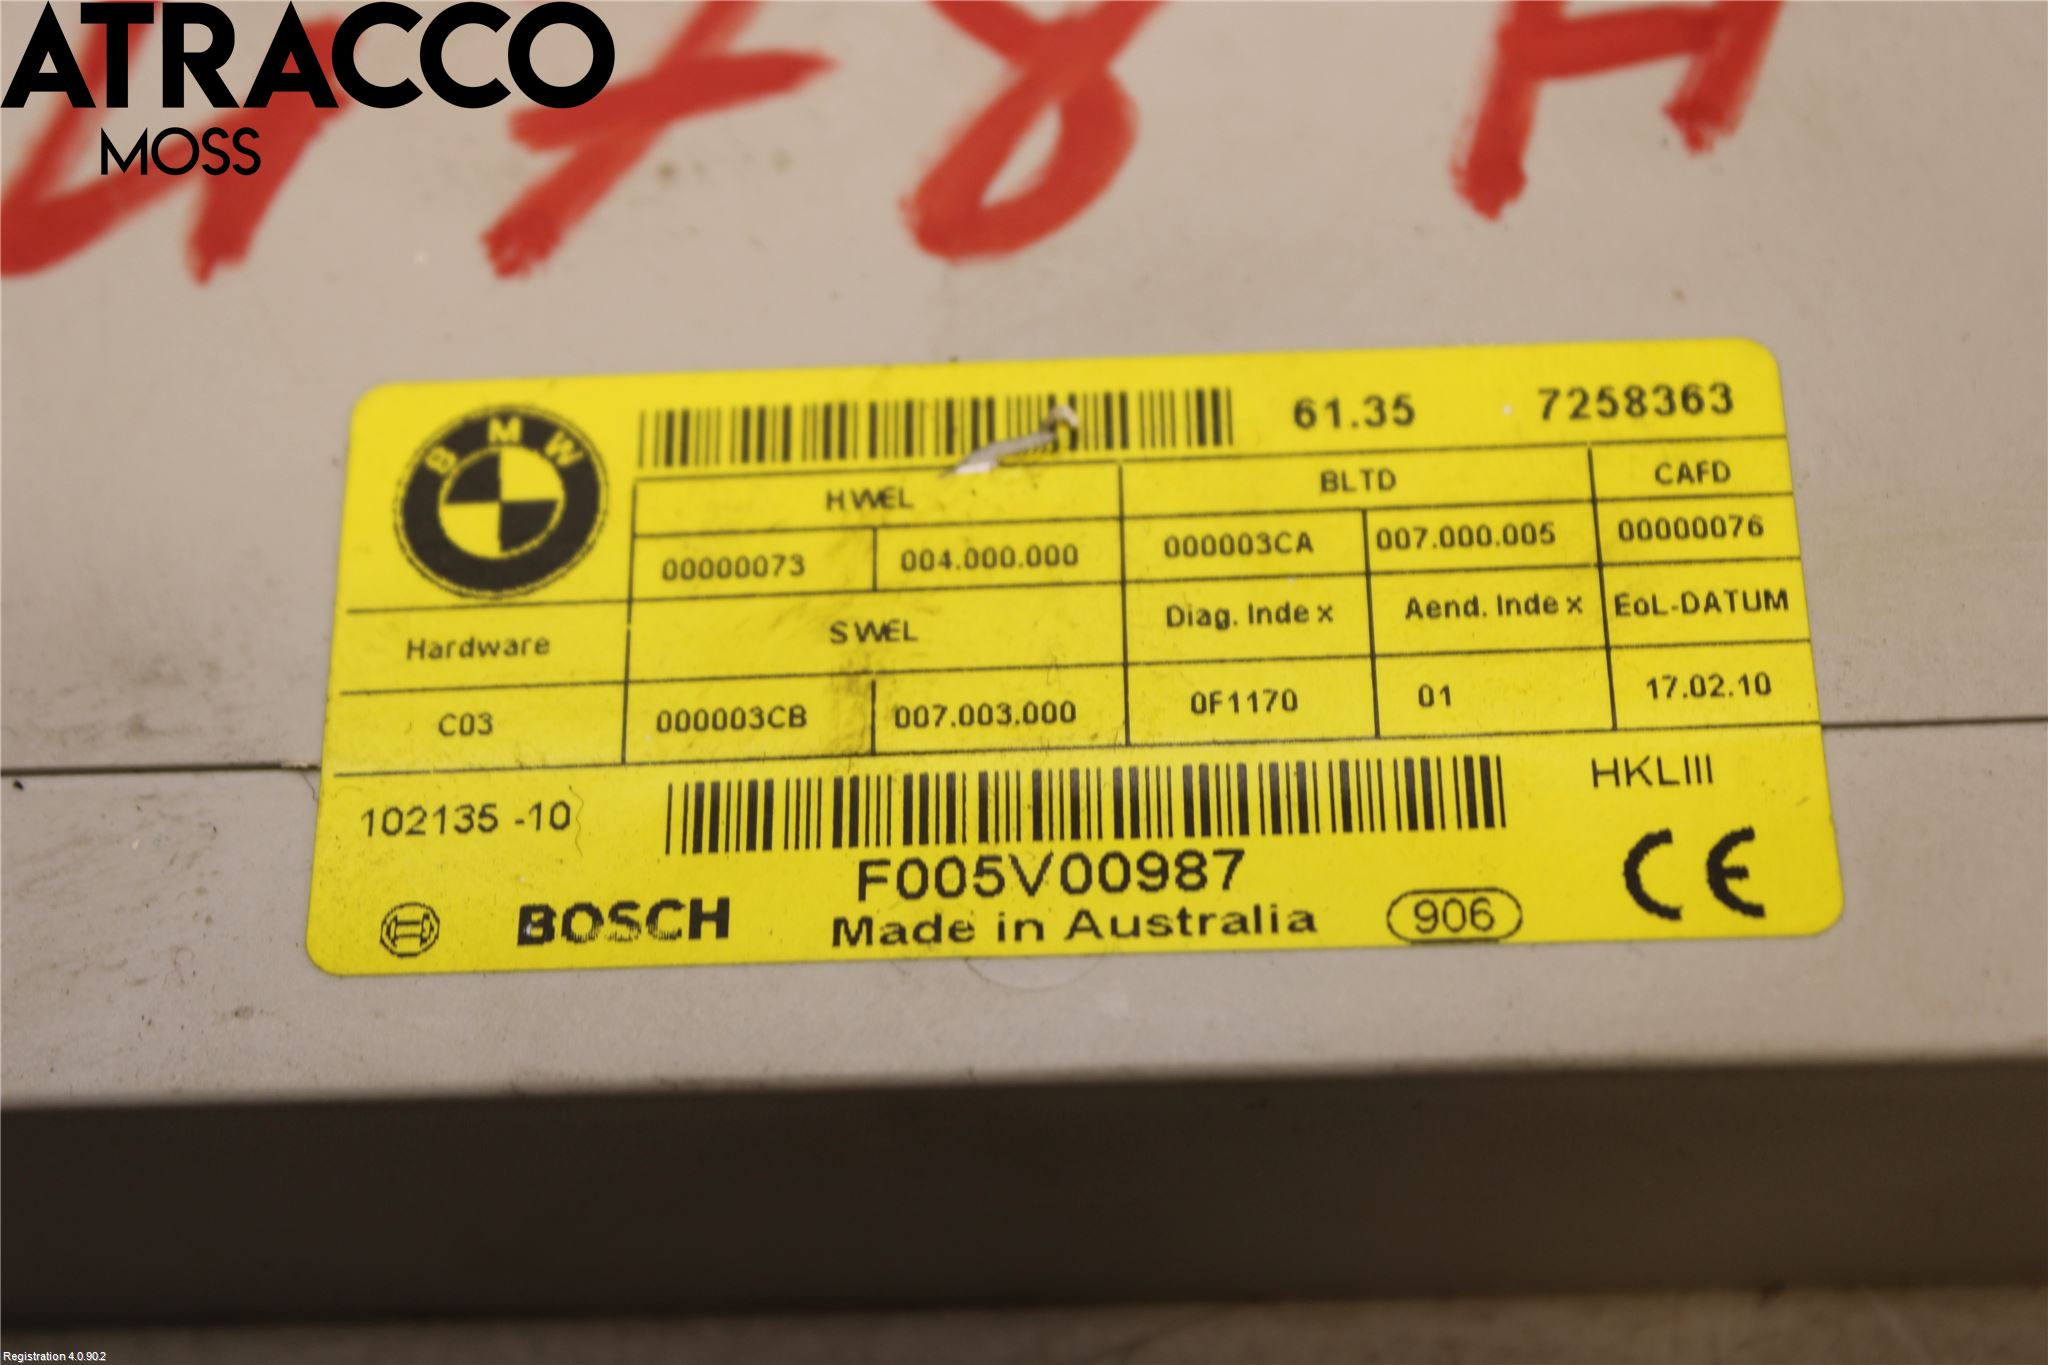 ATRACCO
MOSS
BMW
61.35 7258363
HWEL BLTD CAFD
00000073 004.000.000 000003CA 007.000.005 00000076
Hardware SWEL Diag. Index Aend. Index EoL-DATUM
C03 000003CB 007.003.000 0F1170 01 17.02.10
102135 -10 HKLIII
F005V00987
BOSCH Made in Australia 906 CE
Registration 4.0.90.2